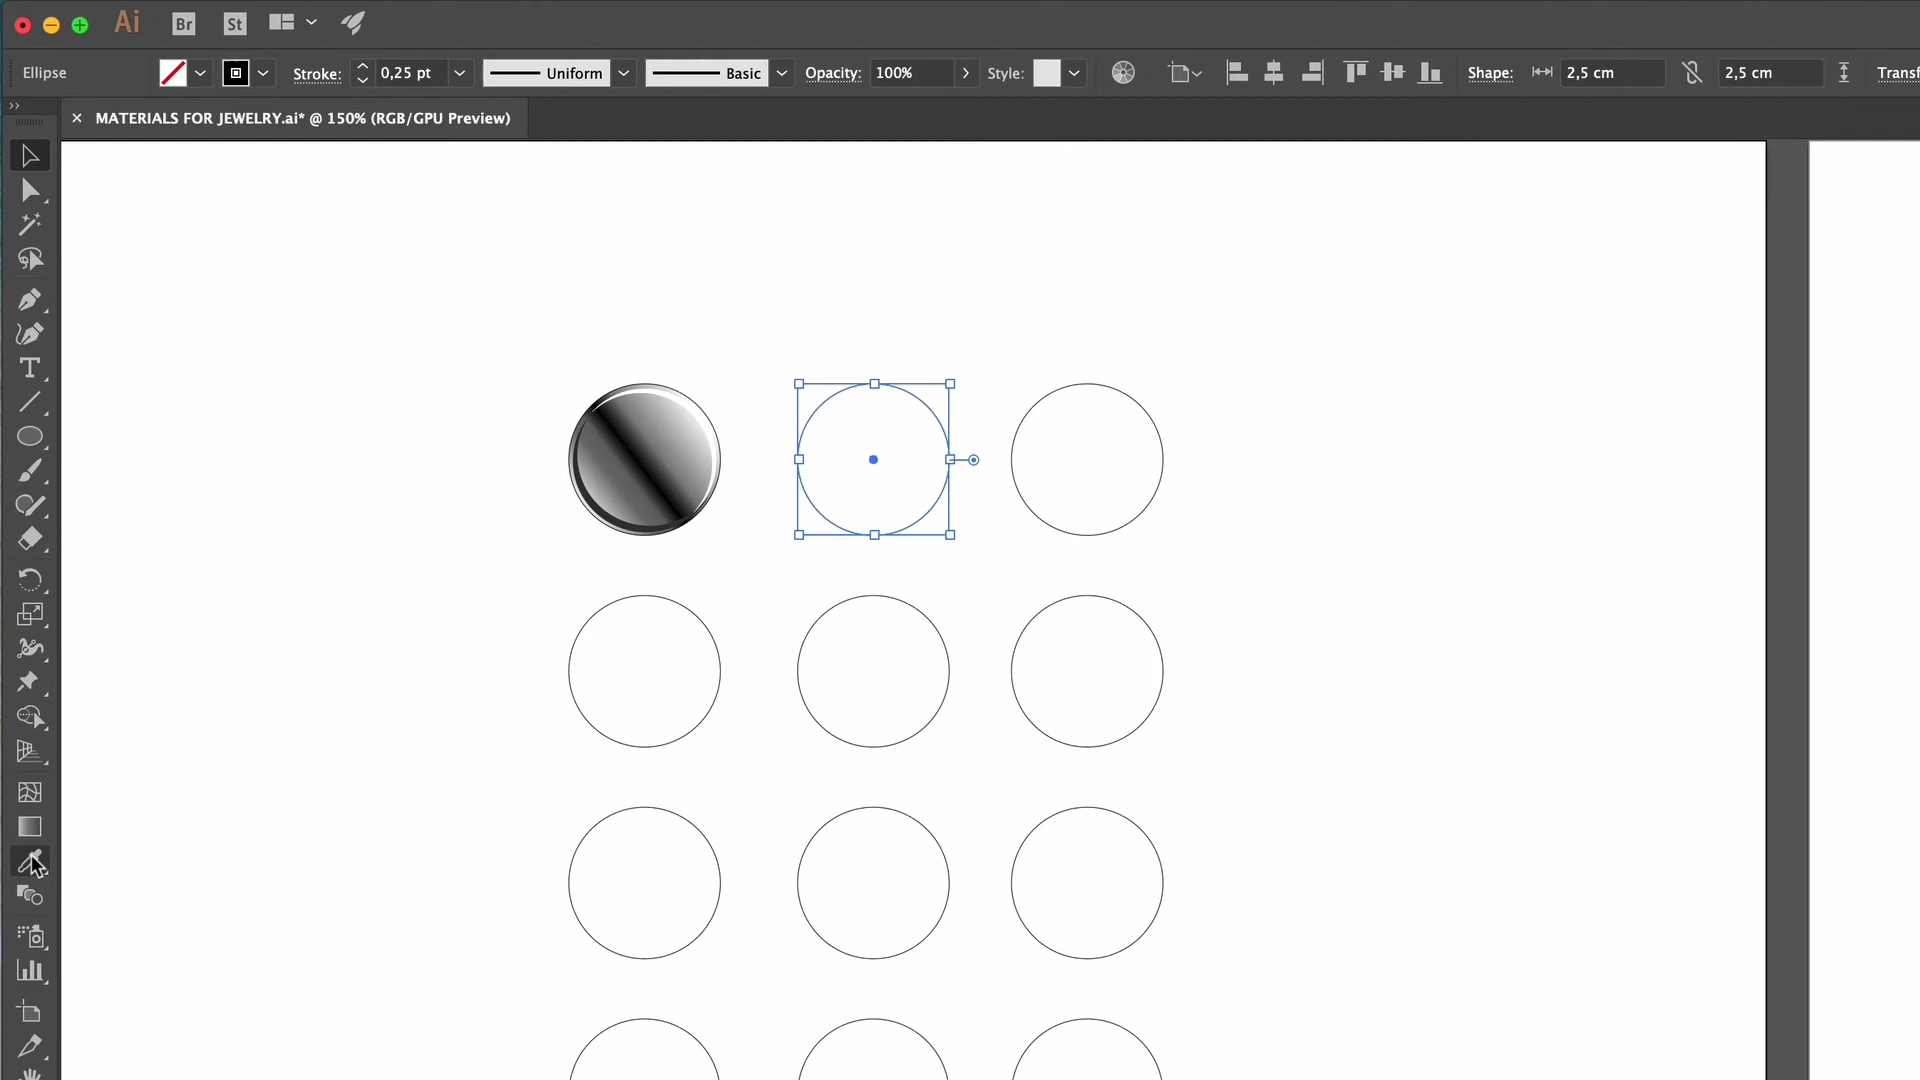 Ai Br St
Ellipse Stroke: 0,25 pt Uniform Basic Opacity: 100% Style: Shape: 2,5 cm 2,5 cm Transf
× MATERIALS FOR JEWELRY.ai* @ 150% (RGB/GPU Preview)
T